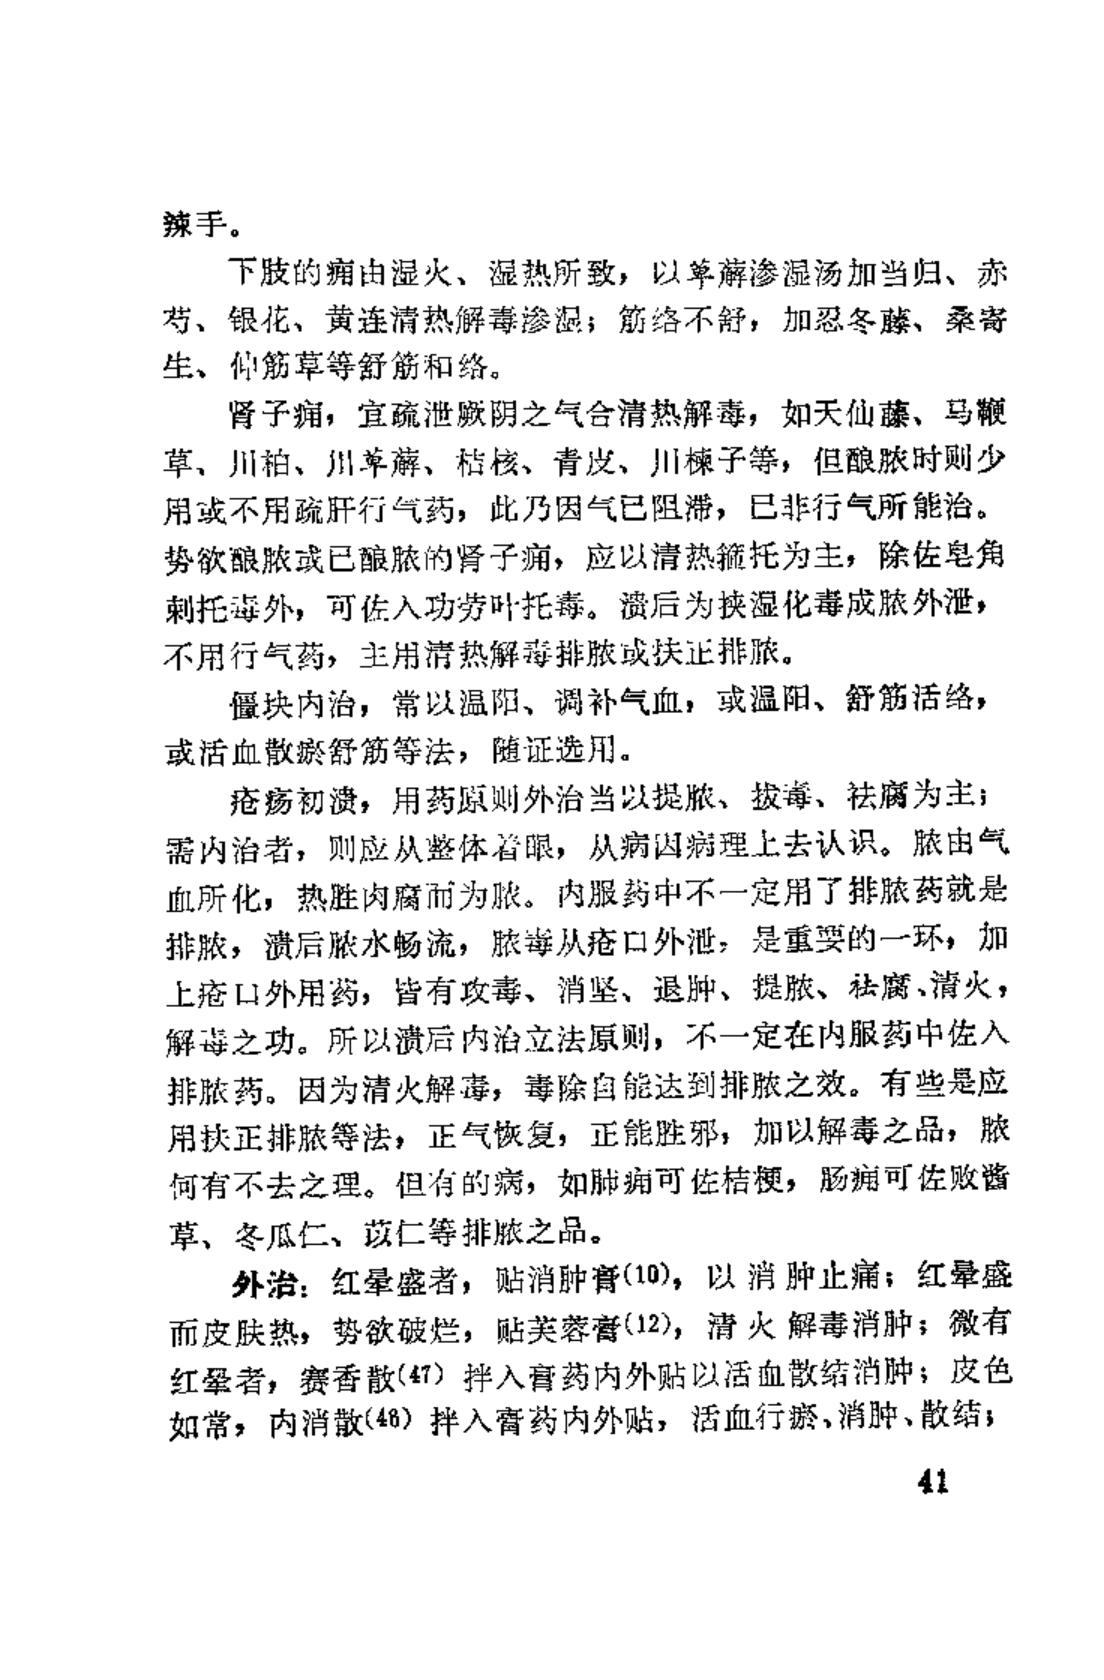 辣手。
下肢的痈由湿火、湿热所致，以萆薢渗湿汤加当归、赤
芍、银花、黄连清热解毒渗湿；筋络不舒，加忍冬藤、桑寄
生、伸筋草等舒筋和络。
肾子痈，宜疏泄厥阴之气合清热解毒，如天仙藤、马鞭
草、川柏、川萆薢、桔核、青皮、川楝子等，但酿脓时则少
用或不用疏肝行气药，此乃因气已阻滞，已非行气所能治。
势欲酿脓或已酿脓的肾子痈，应以清热箍托为主，除佐皂角
刺托毒外，可佐入功劳叶托毒。溃后为挟湿化毒成脓外泄，
不用行气药，主用清热解毒排脓或扶正排脓。
僵块内治，常以温阳、调补气血，或温阳、舒筋活络，
或活血散瘀舒筋等法，随证选用。
疮疡初溃，用药原则外治当以提脓、拔毒、祛腐为主；
需内治者，则应从整体着眼，从病因病理上去认识。脓由气
血所化，热胜肉腐而为脓。内服药中不一定用了排脓药就是
排脓，溃后脓水畅流，脓毒从疮口外泄，是重要的一环，加
上疮口外用药，皆有攻毒、消坚、退肿、提脓、祛腐、清火，
解毒之功。所以溃后内治立法原则，不一定在内服药中佐入
排脓药。因为清火解毒，毒除自能达到排脓之效。有些是应
用扶正排脓等法，正气恢复，正能胜邪，加以解毒之品，脓
何有不去之理。但有的病，如肺痈可佐桔梗，肠痈可佐败酱
草、冬瓜仁、苡仁等排脓之品。
外治：红晕盛者，贴消肿膏(10)，以消肿止痛；红晕盛
而皮肤热，势欲破烂，贴芙蓉膏(12)，清火解毒消肿；微有
红晕者，赛香散(47)拌入膏药内外贴以活血散结消肿；皮色
如常，内消散(48)拌入膏药内外贴，活血行瘀、消肿、散结；
41